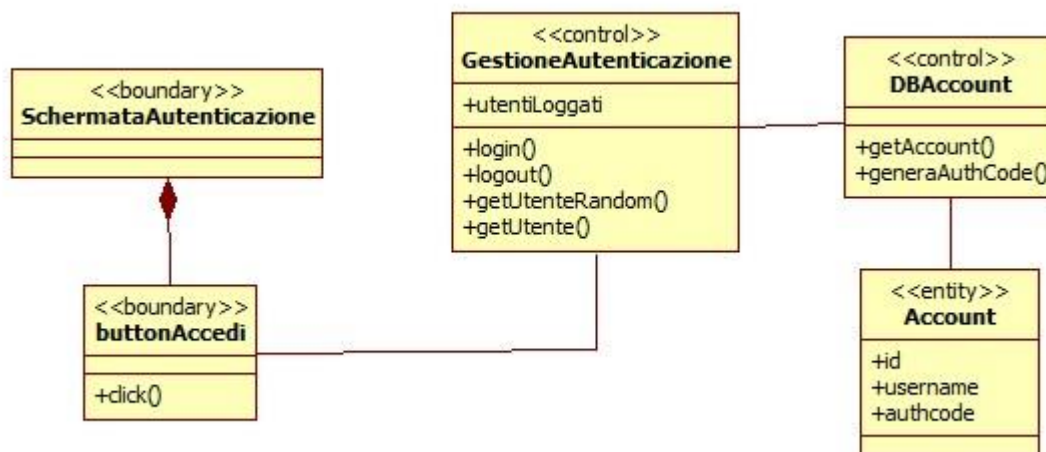 <<boundary>>
SchermataAutenticazione
<<boundary>>
buttonAccedi
+click()
<<control>>
GestioneAutenticazione
+utentiLoggati
+login()
+logout()
+getUtenteRandom()
+getUtente()
<<control>>
DBAccount
+getAccount()
+generaAuthCode()
<<entity>>
Account
+id
+username
+authcode